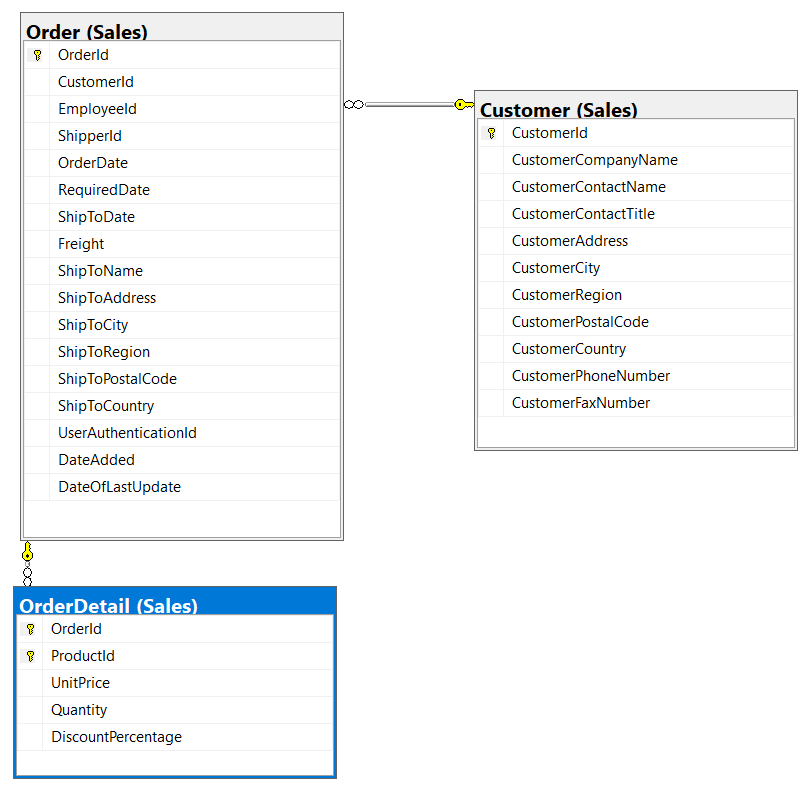 Order (Sales)
OrderId
CustomerId
EmployeeId
ShipperId
OrderDate
RequiredDate
ShipToDate
Freight
ShipToName
ShipToAddress
ShipToCity
ShipToRegion
ShipToPostalCode
ShipToCountry
UserAuthenticationId
DateAdded
DateOfLastUpdate
Customer (Sales)
CustomerId
CustomerCompanyName
CustomerContactName
CustomerContactTitle
CustomerAddress
CustomerCity
CustomerRegion
CustomerPostalCode
CustomerCountry
CustomerPhoneNumber
CustomerFaxNumber
OrderDetail (Sales)
OrderId
ProductId
UnitPrice
Quantity
DiscountPercentage